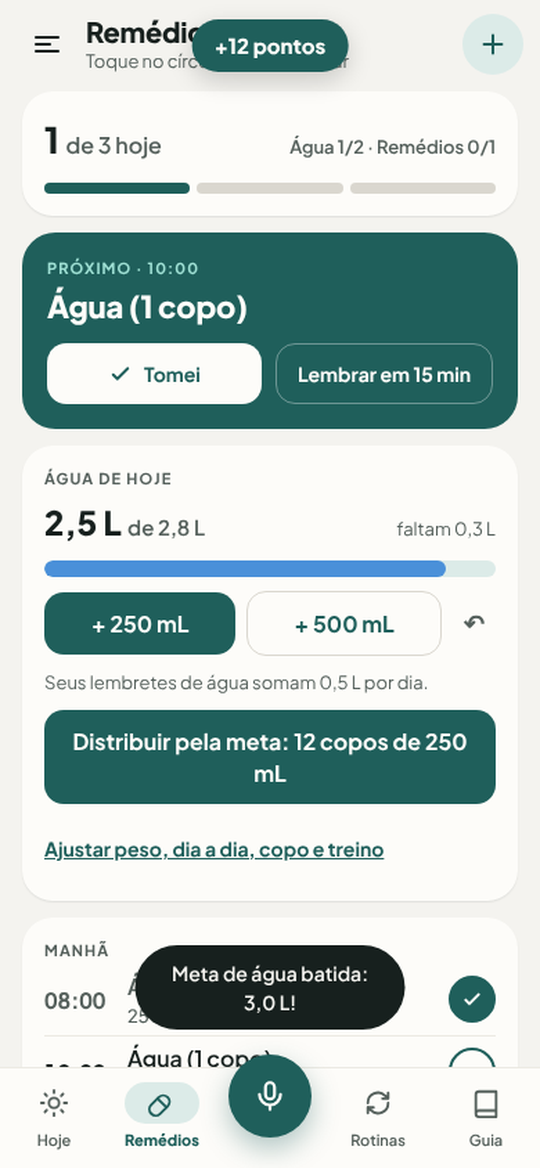 Remédio
+12 pontos
Toque no círc
1 de 3 hoje
Água 1/2 · Remédios 0/1
PRÓXIMO · 10:00
Água (1 copo)
Tomei
Lembrar em 15 min
ÁGUA DE HOJE
2,5 L de 2,8 L
faltam 0,3 L
+ 250 mL
+ 500 mL
Seus lembretes de água somam 0,5 L por dia.
Distribuir pela meta: 12 copos de 250
mL
Ajustar peso, dia a dia, copo e treino
MANHÃ
Meta de água batida:
3,0 L!
08:00
Água (1 copo)
Hoje
Remédios
Rotinas
Guia